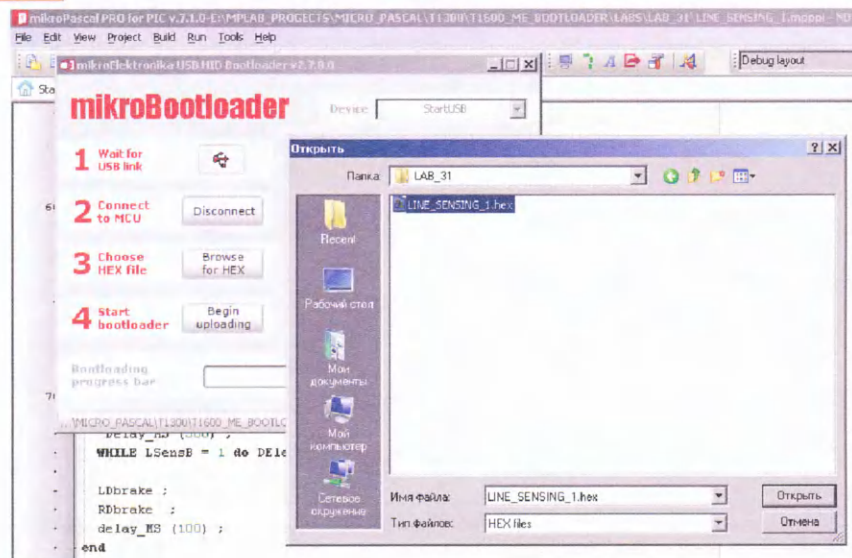 mikroPascal PRO for PIC v.7.1.0-E:\MPLAB_PROGECTS\MICRO_PASCAL\T1300\T1600_ME_BOOTLOADER\LABS\LAB_31\LINE_SENSING_1.mppi - NO
File Edit View Project Build Run Tools Help
mikroElektronika USB HID Bootloader v2.7.0.0
Debug layout
Sta
mikroBootloader
Device
StartUSB
1 Wait for USB link
2 Connect to MCU
Disconnect
3 Choose HEX file
Browse for HEX
4 Start bootloader
Begin uploading
Bootloading progress bar
...\MICRO_PASCAL\T1300\T1600_ME_BOOTLO
Открыть
Папка:
LAB_31
LINE_SENSING_1.hex
Recent
Рабочий стол
Мои документы
Мой компьютер
Сетевое окружение
Имя файла:
LINE_SENSING_1.hex
Открыть
Тип файлов:
HEX files
Отмена
WHILE LSensB = 1 do DEla
LDbrake ;
RDbrake ;
delay_MS (100) ;
end